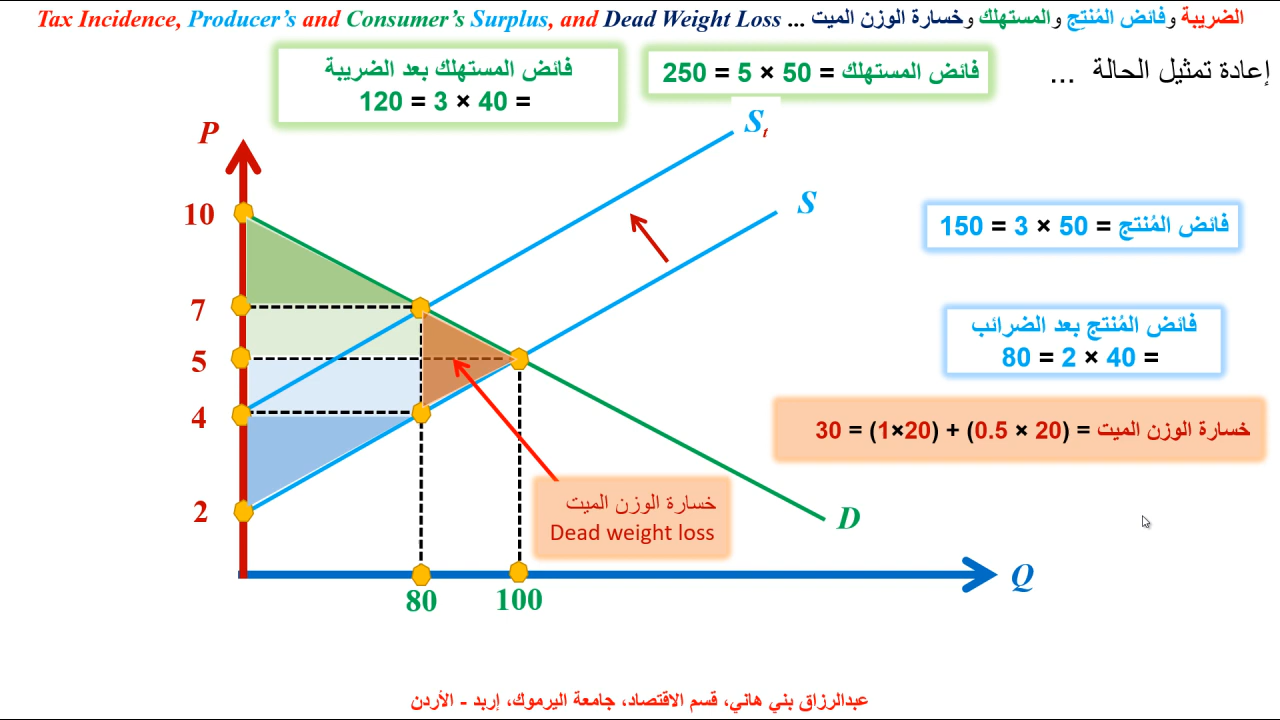 Tax Incidence, Producer's and Consumer's Surplus, and Dead Weight Loss ... الضريبة وفائض المُنتِج والمستهلك وخسارة الوزن الميت
إعادة تمثيل الحالة ...
فائض المستهلك = 50 × 5 = 250
فائض المستهلك بعد الضريبة
= 40 × 3 = 120
P
St
S
10
فائض المُنتج = 50 × 3 = 150
7
فائض المُنتج بعد الضرائب
= 40 × 2 = 80
5
4
خسارة الوزن الميت = (20 × 0.5) + (20×1) = 30
2
خسارة الوزن الميت
Dead weight loss
D
Q
80
100
عبدالرزاق بني هاني، قسم الاقتصاد، جامعة اليرموك، إربد - الأردن